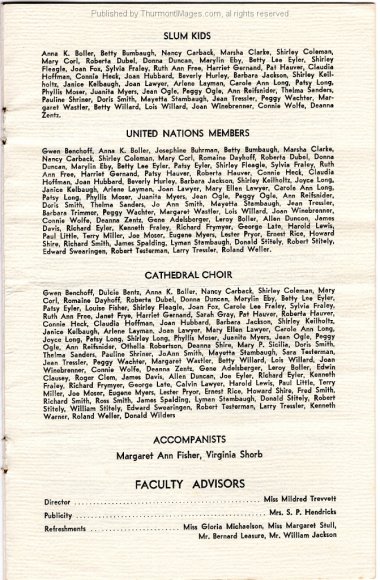 Published by ThurmontImages.com, all rights reserved
SLUM KIDS
Anna K. Boller, Betty Bumbaugh, Nancy Carback, Marsha Clarke, Shirley Coleman,
Mary Corl, Roberta Dubel, Donna Duncan, Marylin Eby, Betty Lee Eyler, Shirley
Fleagle, Joan Fox, Sylvia Fraley, Ruth Ann Free, Harriet Gernand, Pat Hauver, Claudia
Hoffman, Connie Heck, Joan Hubbard, Beverly Hurley, Barbara Jackson, Shirley Keil-
holtz, Janice Kelbaugh, Joan Lawyer, Arlene Layman, Carole Ann Long, Patsy Long,
Phyllis Moser, Juanita Myers, Jean Ogle, Peggy Ogle, Ann Reifsnider, Thelma Sanders,
Pauline Shriner, Doris Smith, Mayetta Stambaugh, Jean Tressler, Peggy Wachter, Mar-
garet Wastler, Betty Willard, Lois Willard, Joan Winebrenner, Connie Wolfe, Deanna
Zentz.
UNITED NATIONS MEMBERS
Gwen Benchoff, Anna K. Boller, Josephine Buhrman, Betty Bumbaugh, Marsha Clarke,
Nancy Carback, Shirley Coleman, Mary Corl, Romaine Dayhoff, Roberta Dubel, Donna
Duncan, Marylin Eby, Betty Lee Eyler, Patsy Eyler, Shirley Fleagle, Sylvia Fraley, Ruth
Ann Free, Harriet Gernand, Patsy Hauver, Roberta Hauver, Connie Heck, Claudia
Hoffman, Joan Hubbard, Beverly Hurley, Barbara Jackson, Shirley Keilholtz, Joyce Long,
Janice Kelbaugh, Arlene Layman, Joan Lawyer, Mary Ellen Lawyer, Carole Ann Long,
Patsy Long, Phyllis Moser, Juanita Myers, Jean Ogle, Peggy Ogle, Ann Reifsnider,
Doris Smith, Thelma Sanders, Jo Ann Smith, Mayetta Stambaugh, Jean Tressler,
Barbara Trimmer, Peggy Wachter, Margaret Wastler, Lois Willard, Joan Winebrenner,
Connie Wolfe, Deanna Zentz, Gene Adelsberger, Leroy Boller, Allen Duncan, James
Davis, Richard Eyler, Kenneth Fraley, Richard Frymyer, George Late, Harold Lewis,
Paul Little, Terry Miller, Joe Moser, Eugene Myers, Lester Pryor, Ernest Rice, Howard
Shire, Richard Smith, James Spalding, Lyman Stambaugh, Donald Stitely, Robert Stitely,
Edward Swearingen, Robert Testerman, Larry Tressler, Roland Weller.
CATHEDRAL CHOIR
Gwen Benchoff, Dulcie Bentz, Anna K. Boller, Nancy Carback, Shirley Coleman, Mary
Corl, Romaine Dayhoff, Roberta Dubel, Donna Duncan, Marylin Eby, Betty Lee Eyler,
Patsy Eyler, Louise Fisher, Shirley Fleagle, Joan Fox, Carole Lee Fraley, Sylvia Fraley,
Ruth Ann Free, Janet Frye, Harriet Gernand, Sarah Gray, Pat Hauver, Roberta Hauver,
Connie Heck, Claudia Hoffman, Joan Hubbard, Barbara Jackson, Shirley Keilholtz,
Janice Kelbaugh, Arlene Layman, Joan Lawyer, Mary Ellen Lawyer, Carole Ann Long,
Joyce Long, Patsy Long, Shirley Long, Phyllis Moser, Juanita Myers, Jean Ogle, Peggy
Ogle, Ann Reifsnider, Othella Robertson, Deanna Shire, Mary P. Doris Smith,
Thelma Sanders, Pauline Shriner, JoAnn Smith, Mayetta Stambaugh, Sara Testerman,
Jean Tressler, Peggy Wachter, Margaret Wastler, Betty Willard, Lois Willard, Joan
Winebrenner, Connie Wolfe, Deanna Zentz, Gene Adelsberger, Leroy Boller, Edwin
Clausey, Roger Clem, James Davis, Allen Duncan, Joe Eyler, Richard Eyler, Kenneth
Fraley, Richard Frymyer, George Late, Calvin Lawyer, Harold Lewis, Paul Little, Terry
Miller, Joe Moser, Eugene Myers, Lester Pryor, Ernest Rice, Howard Shire, Fred Smith,
Richard Smith, Ross Smith, James Spalding, Lymen Stambaugh, Donald Stitely, Robert
Stitely, William Stitely, Edward Swearingen, Robert Testerman, Larry Tressler, Kenneth
Warner, Roland Weller, Donald Wilders
ACCOMPANISTS
Margaret Ann Fisher, Virginia Shorb
FACULTY ADVISORS
Director ........ Miss Mildred Trevvett
Publicity ........ Mrs. S. P. Hendricks
Refreshments ........ Miss Gloria Michaelson, Miss Margaret Stull,
Mr. Bernard Leasure, Mr. William Jackson